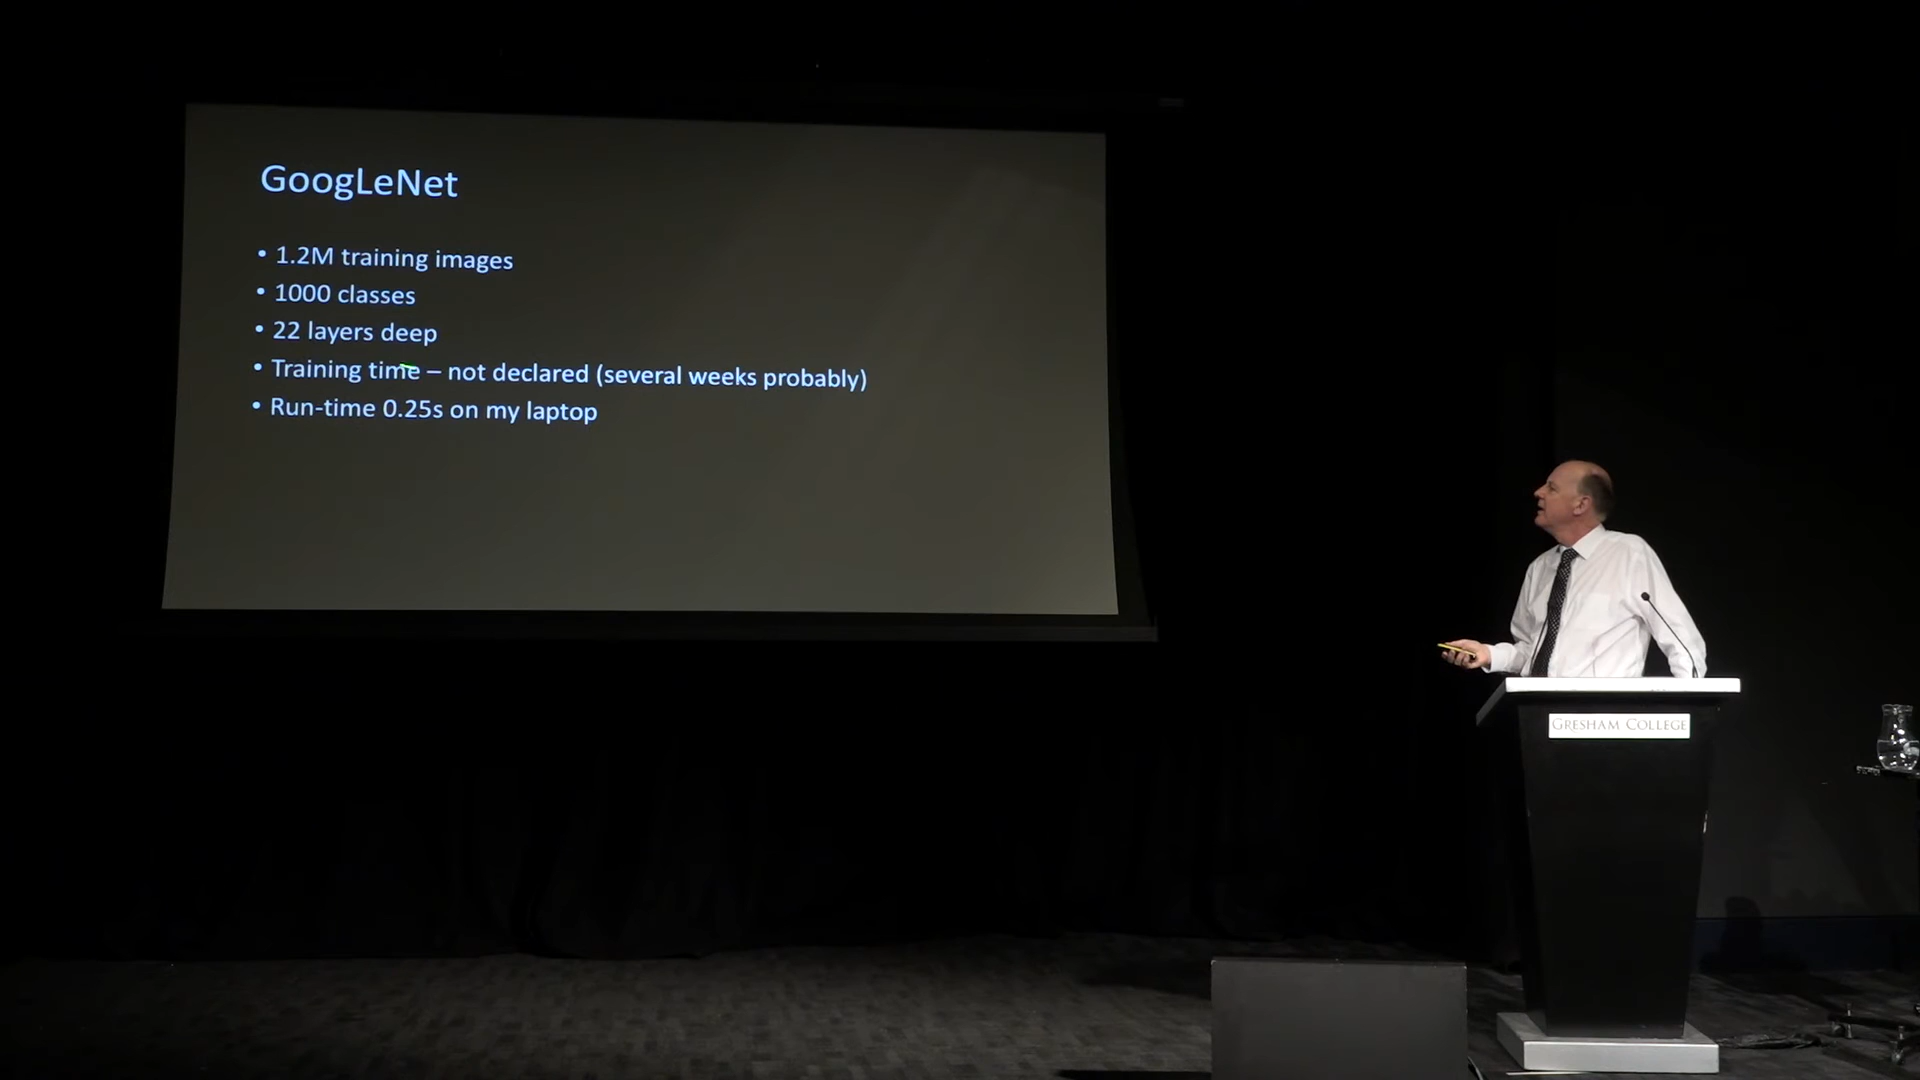 GoogLeNet
• 1.2M training images
• 1000 classes
• 22 layers deep
• Training time – not declared (several weeks probably)
• Run-time 0.25s on my laptop
GRESHAM COLLEGE